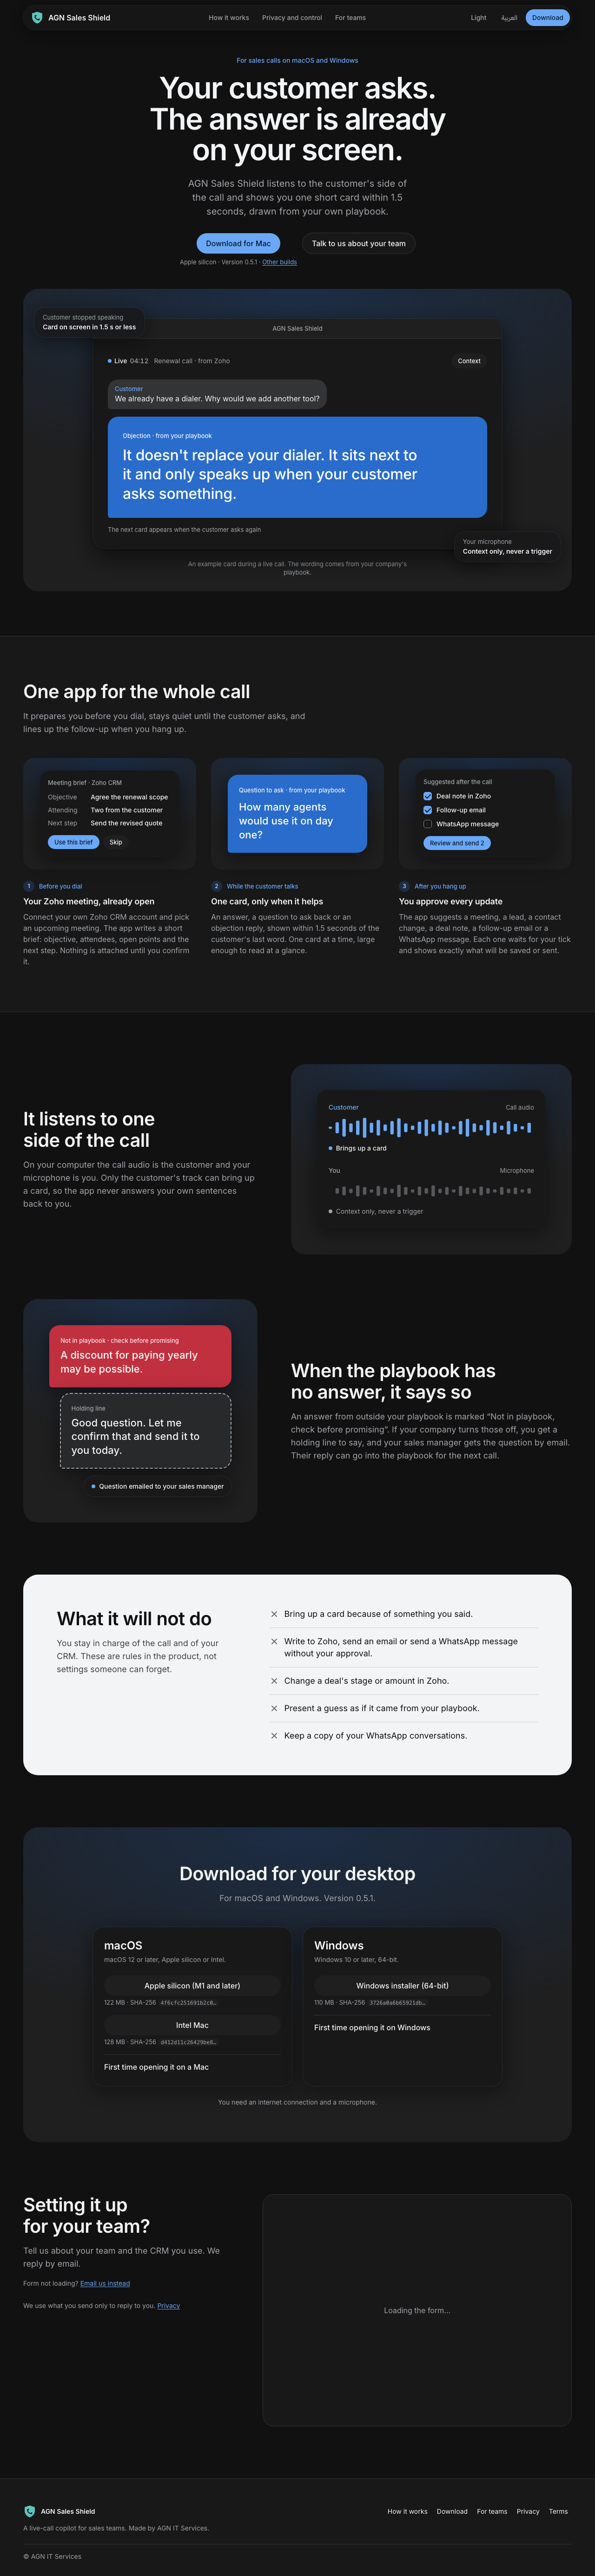 AGN Sales Shield
How it works Privacy and control For teams
Light العربية Download
For sales calls on macOS and Windows
Your customer asks.
The answer is already
on your screen.
AGN Sales Shield listens to the customer's side of
the call and shows you one short card within 1.5
seconds, drawn from your own playbook.
Download for Mac
Talk to us about your team
Apple silicon · Version 0.5.1 · Other builds
Customer stopped speaking
Card on screen in 1.5 s or less
AGN Sales Shield
Live 04:12 Renewal call · from Zoho
Context
Customer
We already have a dialer. Why would we add another tool?
Objection · from your playbook
It doesn't replace your dialer. It sits next to
it and only speaks up when your customer
asks something.
The next card appears when the customer asks again
Your microphone
Context only, never a trigger
An example card during a live call. The wording comes from your company's
playbook.
One app for the whole call
It prepares you before you dial, stays quiet until the customer asks, and
lines up the follow-up when you hang up.
Meeting brief · Zoho CRM
Objective Agree the renewal scope
Attending Two from the customer
Next step Send the revised quote
Use this brief Skip
1 Before you dial
Your Zoho meeting, already open
Connect your own Zoho CRM account and pick
an upcoming meeting. The app writes a short
brief: objective, attendees, open points and the
next step. Nothing is attached until you confirm
it.
Question to ask · from your playbook
How many agents
would use it on day
one?
2 While the customer talks
One card, only when it helps
An answer, a question to ask back or an
objection reply, shown within 1.5 seconds of the
customer's last word. One card at a time, large
enough to read at a glance.
Suggested after the call
Deal note in Zoho
Follow-up email
WhatsApp message
Review and send 2
3 After you hang up
You approve every update
The app suggests a meeting, a lead, a contact
change, a deal note, a follow-up email or a
WhatsApp message. Each one waits for your tick
and shows exactly what will be saved or sent.
It listens to one
side of the call
On your computer the call audio is the customer and your
microphone is you. Only the customer's track can bring up
a card, so the app never answers your own sentences
back to you.
Customer Call audio
Brings up a card
You Microphone
Context only, never a trigger
Not in playbook · check before promising
A discount for paying yearly
may be possible.
Holding line
Good question. Let me
confirm that and send it to
you today.
Question emailed to your sales manager
When the playbook has
no answer, it says so
An answer from outside your playbook is marked “Not in playbook,
check before promising”. If your company turns those off, you get a
holding line to say, and your sales manager gets the question by email.
Their reply can go into the playbook for the next call.
What it will not do
You stay in charge of the call and of your
CRM. These are rules in the product, not
settings someone can forget.
Bring up a card because of something you said.
Write to Zoho, send an email or send a WhatsApp message
without your approval.
Change a deal's stage or amount in Zoho.
Present a guess as if it came from your playbook.
Keep a copy of your WhatsApp conversations.
Download for your desktop
For macOS and Windows. Version 0.5.1.
macOS
macOS 12 or later, Apple silicon or Intel.
Apple silicon (M1 and later)
122 MB · SHA-256
Intel Mac
128 MB · SHA-256
First time opening it on a Mac
Windows
Windows 10 or later, 64-bit.
Windows installer (64-bit)
110 MB · SHA-256
First time opening it on Windows
You need an internet connection and a microphone.
Setting it up
for your team?
Tell us about your team and the CRM you use. We
reply by email.
Form not loading? Email us instead
We use what you send only to reply to you. Privacy
Loading the form…
AGN Sales Shield
How it works Download For teams Privacy Terms
A live-call copilot for sales teams. Made by AGN IT Services.
© AGN IT Services